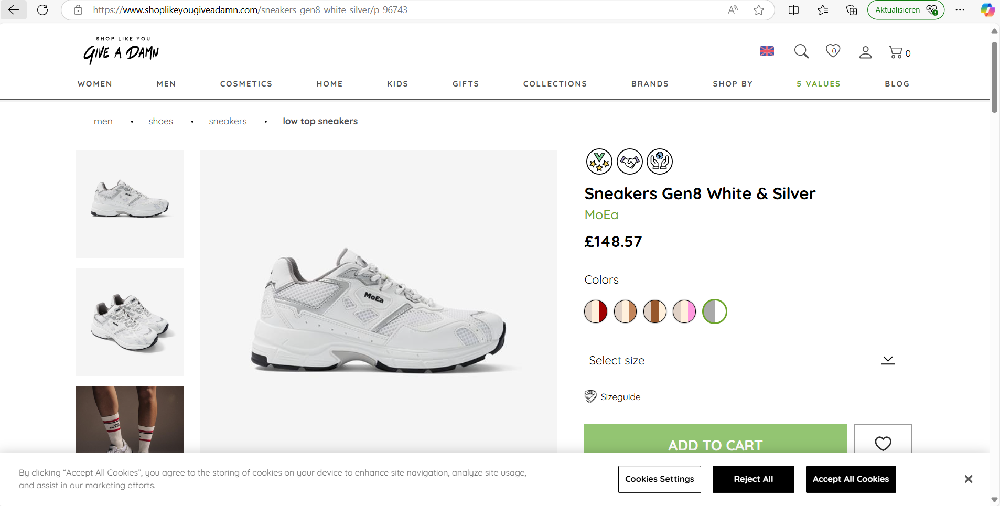 https://www.shoplikeyougiveadamn.com/sneakers-gen8-white-silver/p-96743
Aktualisieren
SHOP LIKE YOU
GIVE A DAMN
0
0
WOMEN
MEN
COSMETICS
HOME
KIDS
GIFTS
COLLECTIONS
BRANDS
SHOP BY
5 VALUES
BLOG
men • shoes • sneakers • low top sneakers
Sneakers Gen8 White & Silver
MoEa
£148.57
Colors
MoEa
Select size
Sizeguide
ADD TO CART
By clicking “Accept All Cookies”, you agree to the storing of cookies on your device to enhance site navigation, analyze site usage,
and assist in our marketing efforts.
Cookies Settings
Reject All
Accept All Cookies